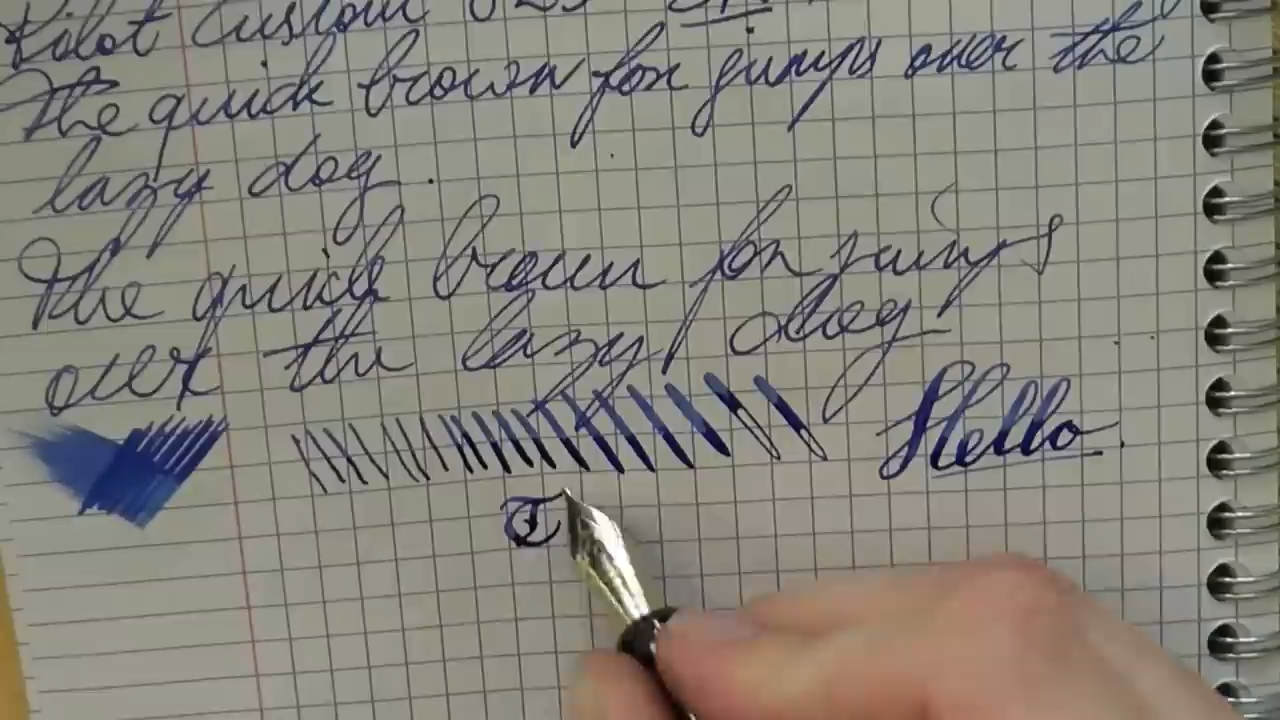 Pilot Custom 823
The quick brown fox jumps over the
lazy dog.
The quick brown fox jumps
over the lazy dog
Hello.
T